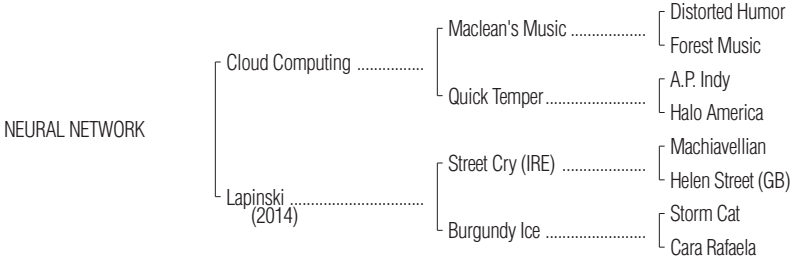 Distorted Humor
Maclean's Music ..................
Forest Music
Cloud Computing ................
A.P. Indy
Quick Temper........................
Halo America
NEURAL NETWORK
Machiavellian
Street Cry (IRE) ....................
Helen Street (GB)
Lapinski ................................
(2014)
Storm Cat
Burgundy Ice ........................
Cara Rafaela